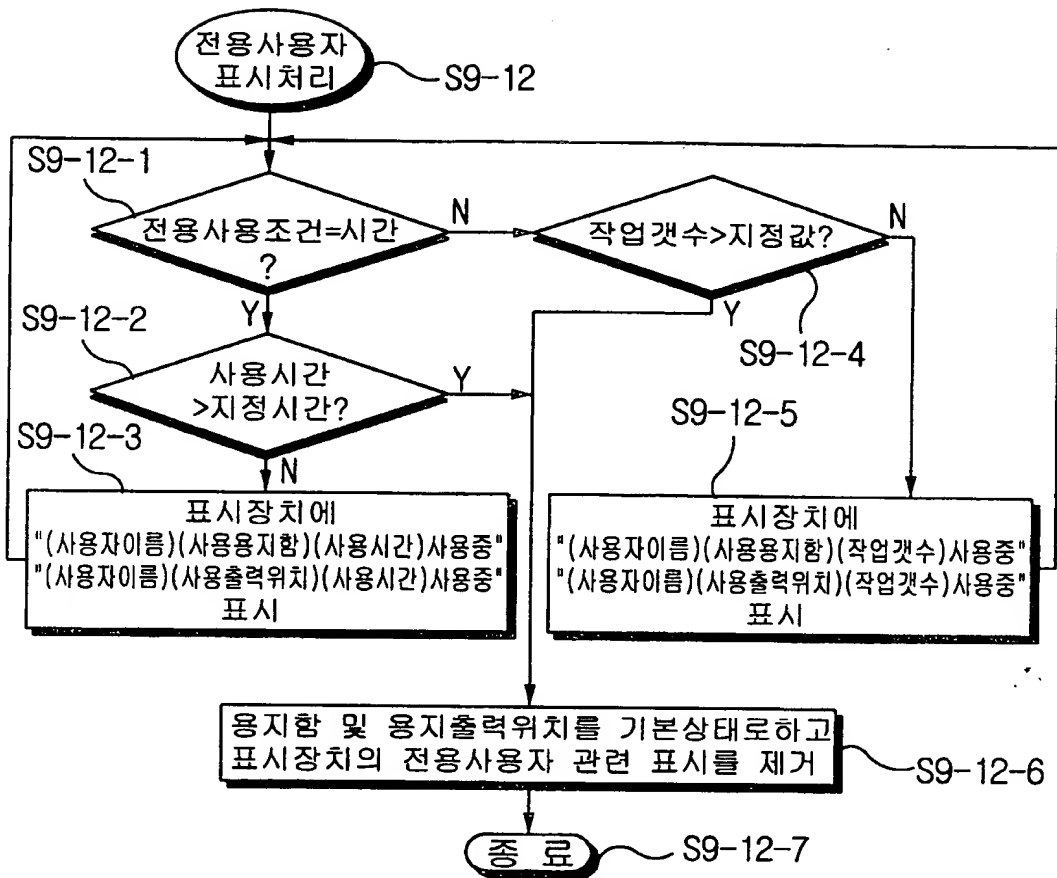 전용사용자
표시처리
S9-12
S9-12-1
전용사용조건=시간
?
N
작업갯수>지정값?
N
Y
Y
S9-12-4
S9-12-2
사용시간
>지정시간?
Y
N
S9-12-3
S9-12-5
표시장치에
"(사용자이름)(사용용지함)(사용시간)사용중"
"(사용자이름)(사용출력위치)(사용시간)사용중"
표시
표시장치에
"(사용자이름)(사용용지함)(작업갯수)사용중"
"(사용자이름)(사용출력위치)(작업갯수)사용중"
표시
용지함 및 용지출력위치를 기본상태로하고
표시장치의 전용사용자 관련 표시를 제거
S9-12-6
종 료
S9-12-7